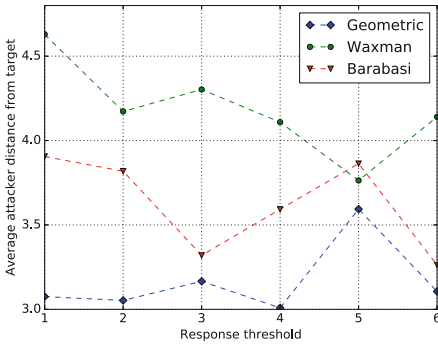 Geometric
Waxman
Barabasi
Average attacker distance from target
4.5
4.0
3.5
3.0
1 2 3 4 5 6
Response threshold